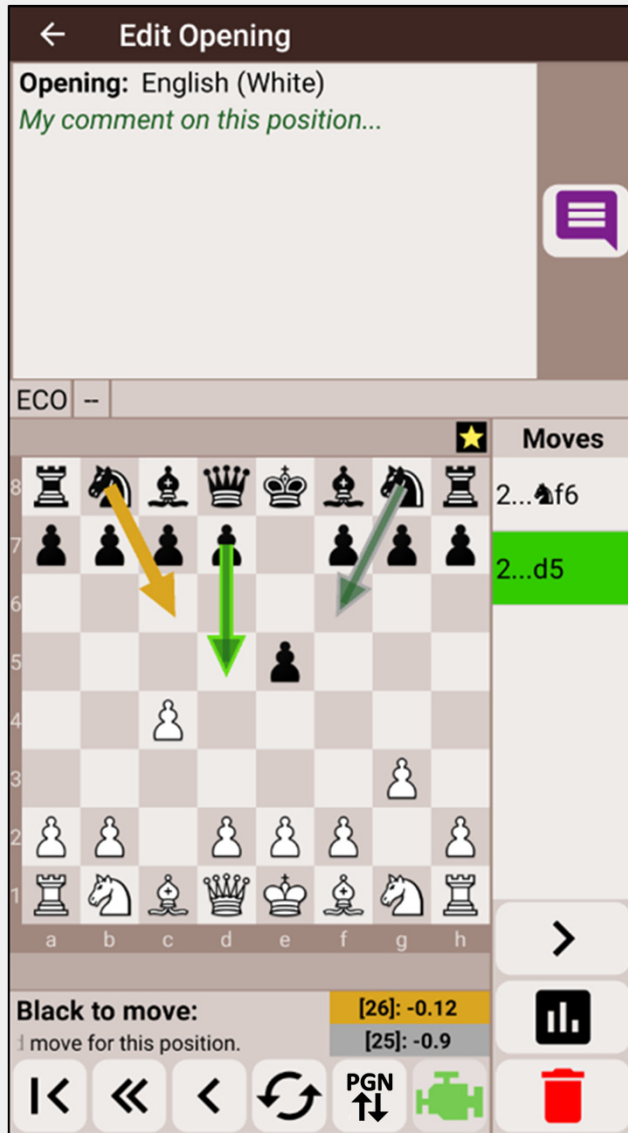 Edit Opening
Opening: English (White)
My comment on this position...
ECO --
Moves
8
2...♞f6
7
2...d5
6
5
4
3
2
1
a b c d e f g h
Black to move:
[26]: -0.12
move for this position.
[25]: -0.9
PGN